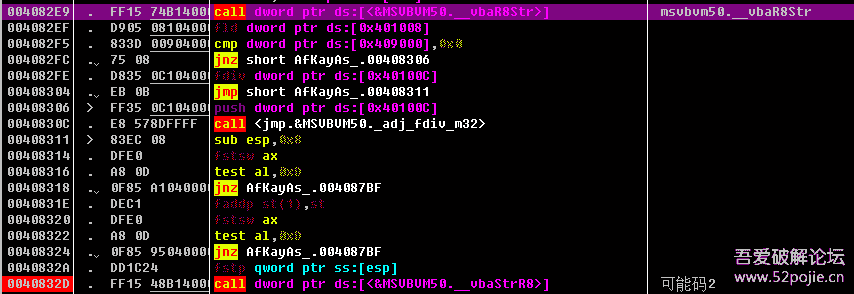 004082E9 . FF15 74B14000 call dword ptr ds:[<&MSVBVM50.__vbaR8Str>] msvbvm50.__vbaR8Str
004082EF . D905 08104000 fld dword ptr ds:[0x401008]
004082F5 . 833D 00904000 cmp dword ptr ds:[0x409000],0x0
004082FC .⌄ 75 08 jnz short AfKayAs_.00408306
004082FE . D835 0C104000 fdiv dword ptr ds:[0x40100C]
00408304 .⌄ EB 0B jmp short AfKayAs_.00408311
00408306 > FF35 0C104000 push dword ptr ds:[0x40100C]
0040830C . E8 578DFFFF call <jmp.&MSVBVM50._adj_fdiv_m32>
00408311 > 83EC 08 sub esp,0x8
00408314 . DFE0 fstsw ax
00408316 . A8 0D test al,0xD
00408318 .⌄ 0F85 A1040000 jnz AfKayAs_.004087BF
0040831E . DEC1 faddp st(1),st
00408320 . DFE0 fstsw ax
00408322 . A8 0D test al,0xD
00408324 .⌄ 0F85 95040000 jnz AfKayAs_.004087BF
0040832A . DD1C24 fstp qword ptr ss:[esp]
0040832D . FF15 48B14000 call dword ptr ds:[<&MSVBVM50.__vbaStrR8>] 可能码2
吾爱破解论坛
www.52pojie.cn